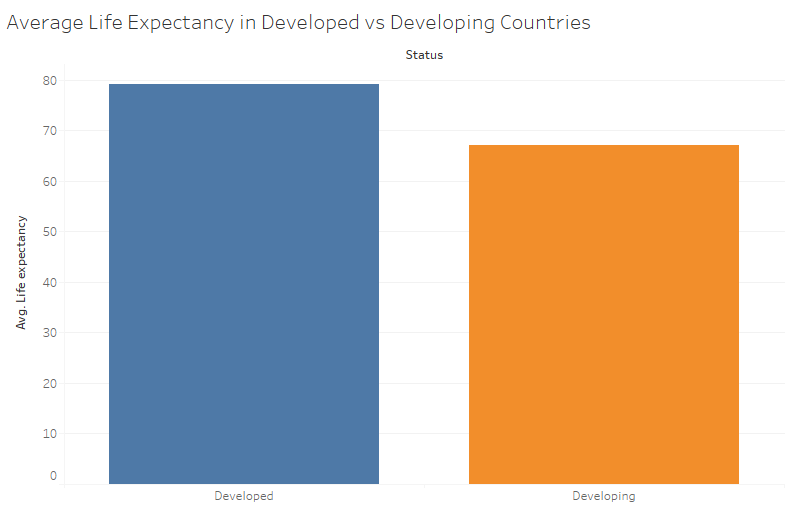 Average Life Expectancy in Developed vs Developing Countries
Status
Avg. Life expectancy
80
70
60
50
40
30
20
10
0
Developed
Developing